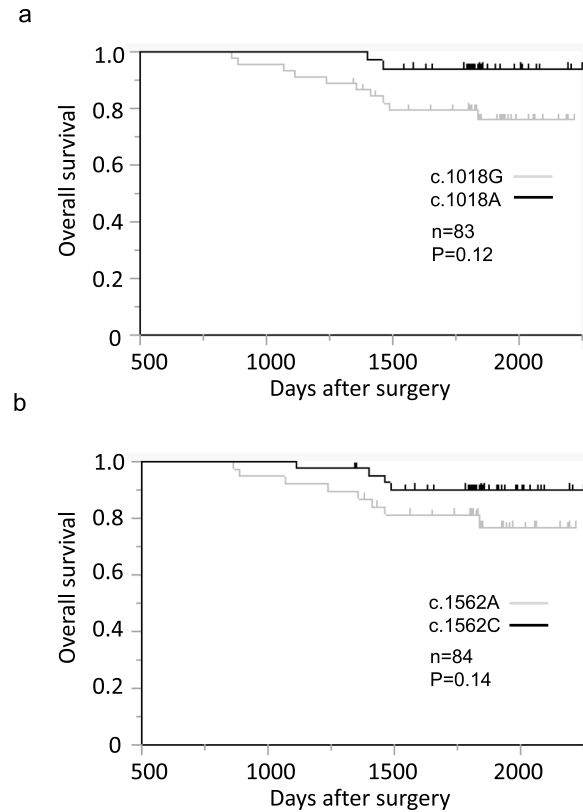 a
1.0
0.8
0.6
0.4
0.2
0
Overall survival
c.1018G
c.1018A
n=83
P=0.12
500 1000 1500 2000
Days after surgery
b
1.0
0.8
0.6
0.4
0.2
0
Overall survival
c.1562A
c.1562C
n=84
P=0.14
500 1000 1500 2000
Days after surgery